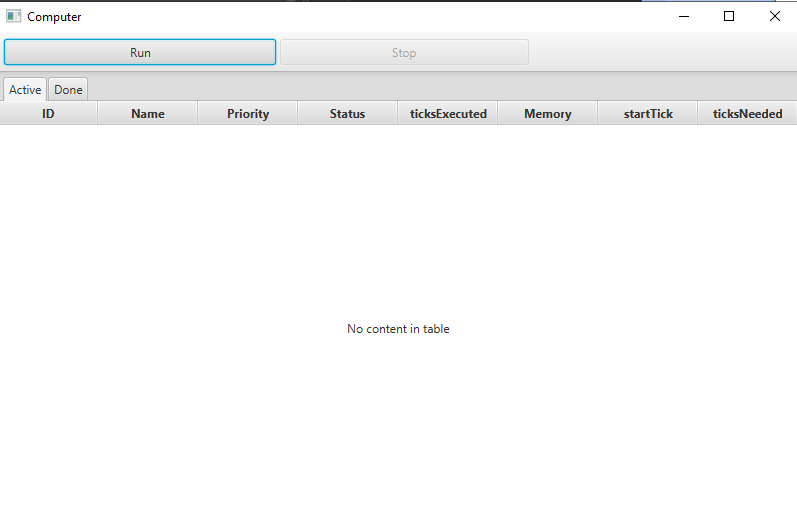 Computer
Run Stop
Active Done
ID Name Priority Status ticksExecuted Memory startTick ticksNeeded
No content in table